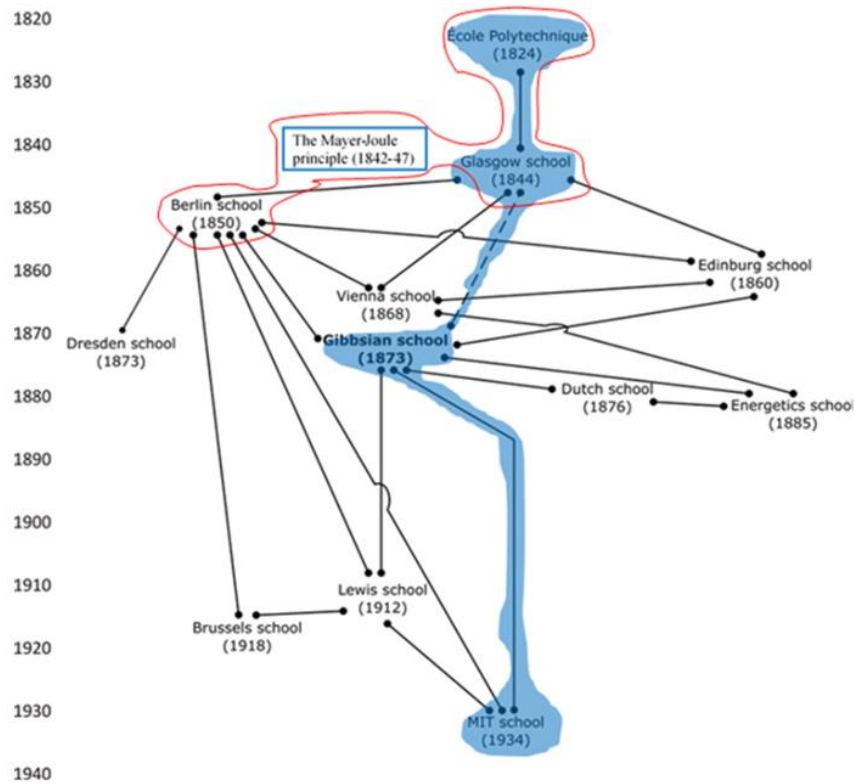 1820
École Polytechnique
(1824)
1830
1840
The Mayer-Joule
principle (1842-47)
Glasgow school
(1844)
1850
Berlin school
(1850)
1860
Edinburg school
(1860)
Vienna school
(1868)
1870
Dresden school
(1873)
Gibbsian school
(1873)
1880
Dutch school
(1876)
Energetics school
(1885)
1890
1900
1910
Lewis school
(1912)
Brussels school
(1918)
1920
1930
MIT school
(1934)
1940